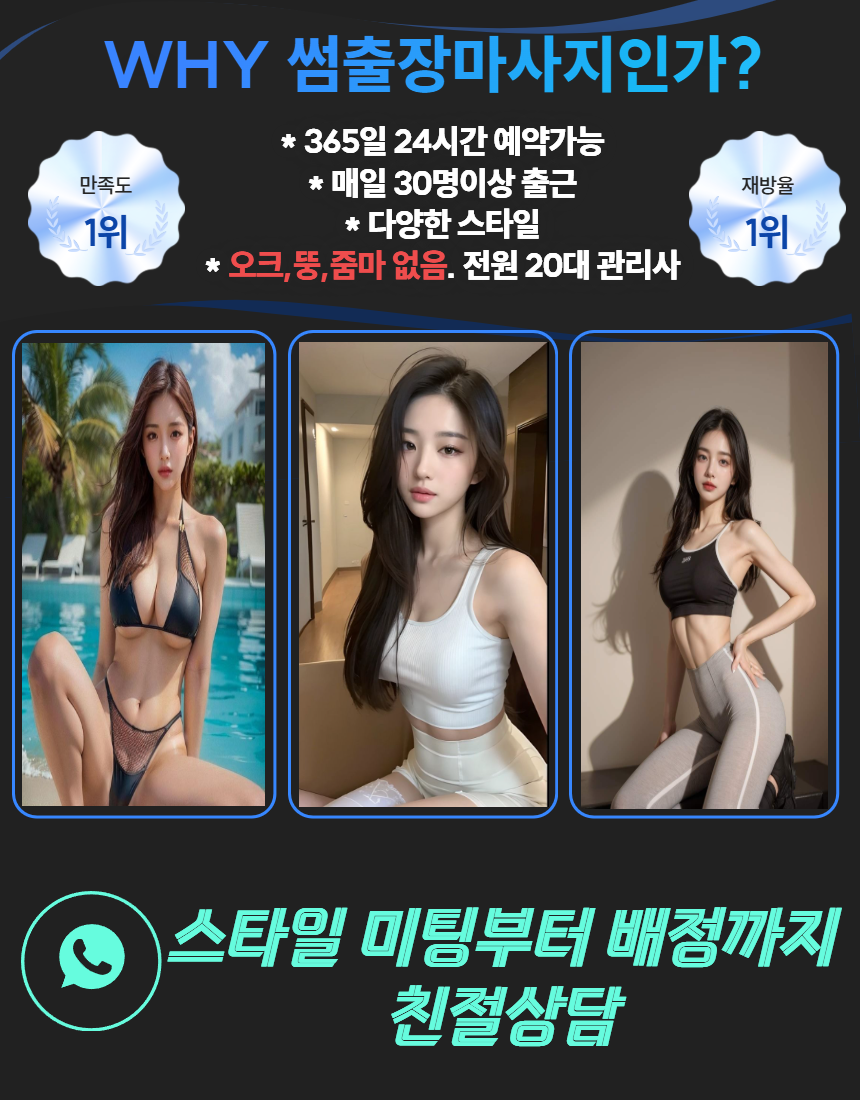 WHY 썸출장마사지인가?
* 365일 24시간 예약가능
* 매일 30명이상 출근
* 다양한 스타일
* 오크,뚱,줌마 없음. 전원 20대 관리사
만족도
1위
재방율
1위
스타일 미팅부터 배정까지
친절상담